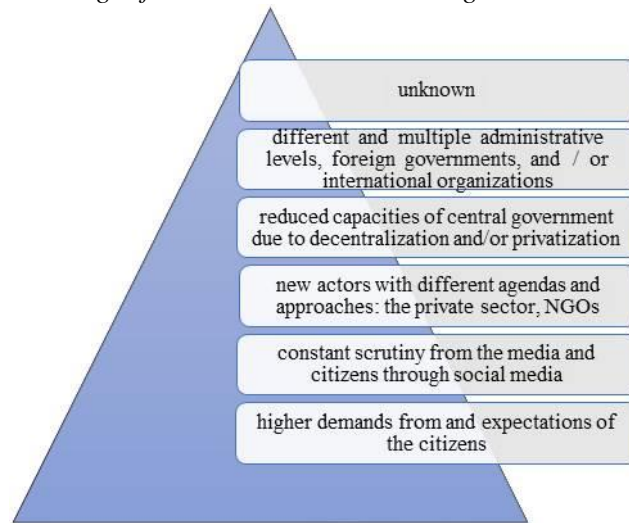 unknown
different and multiple administrative
levels, foreign governments, and / or
international organizations
reduced capacities of central government
due to decentralization and/or privatization
new actors with different agendas and
approaches: the private sector, NGOs
constant scrutiny from the media and
citizens through social media
higher demands from and expectations of
the citizens